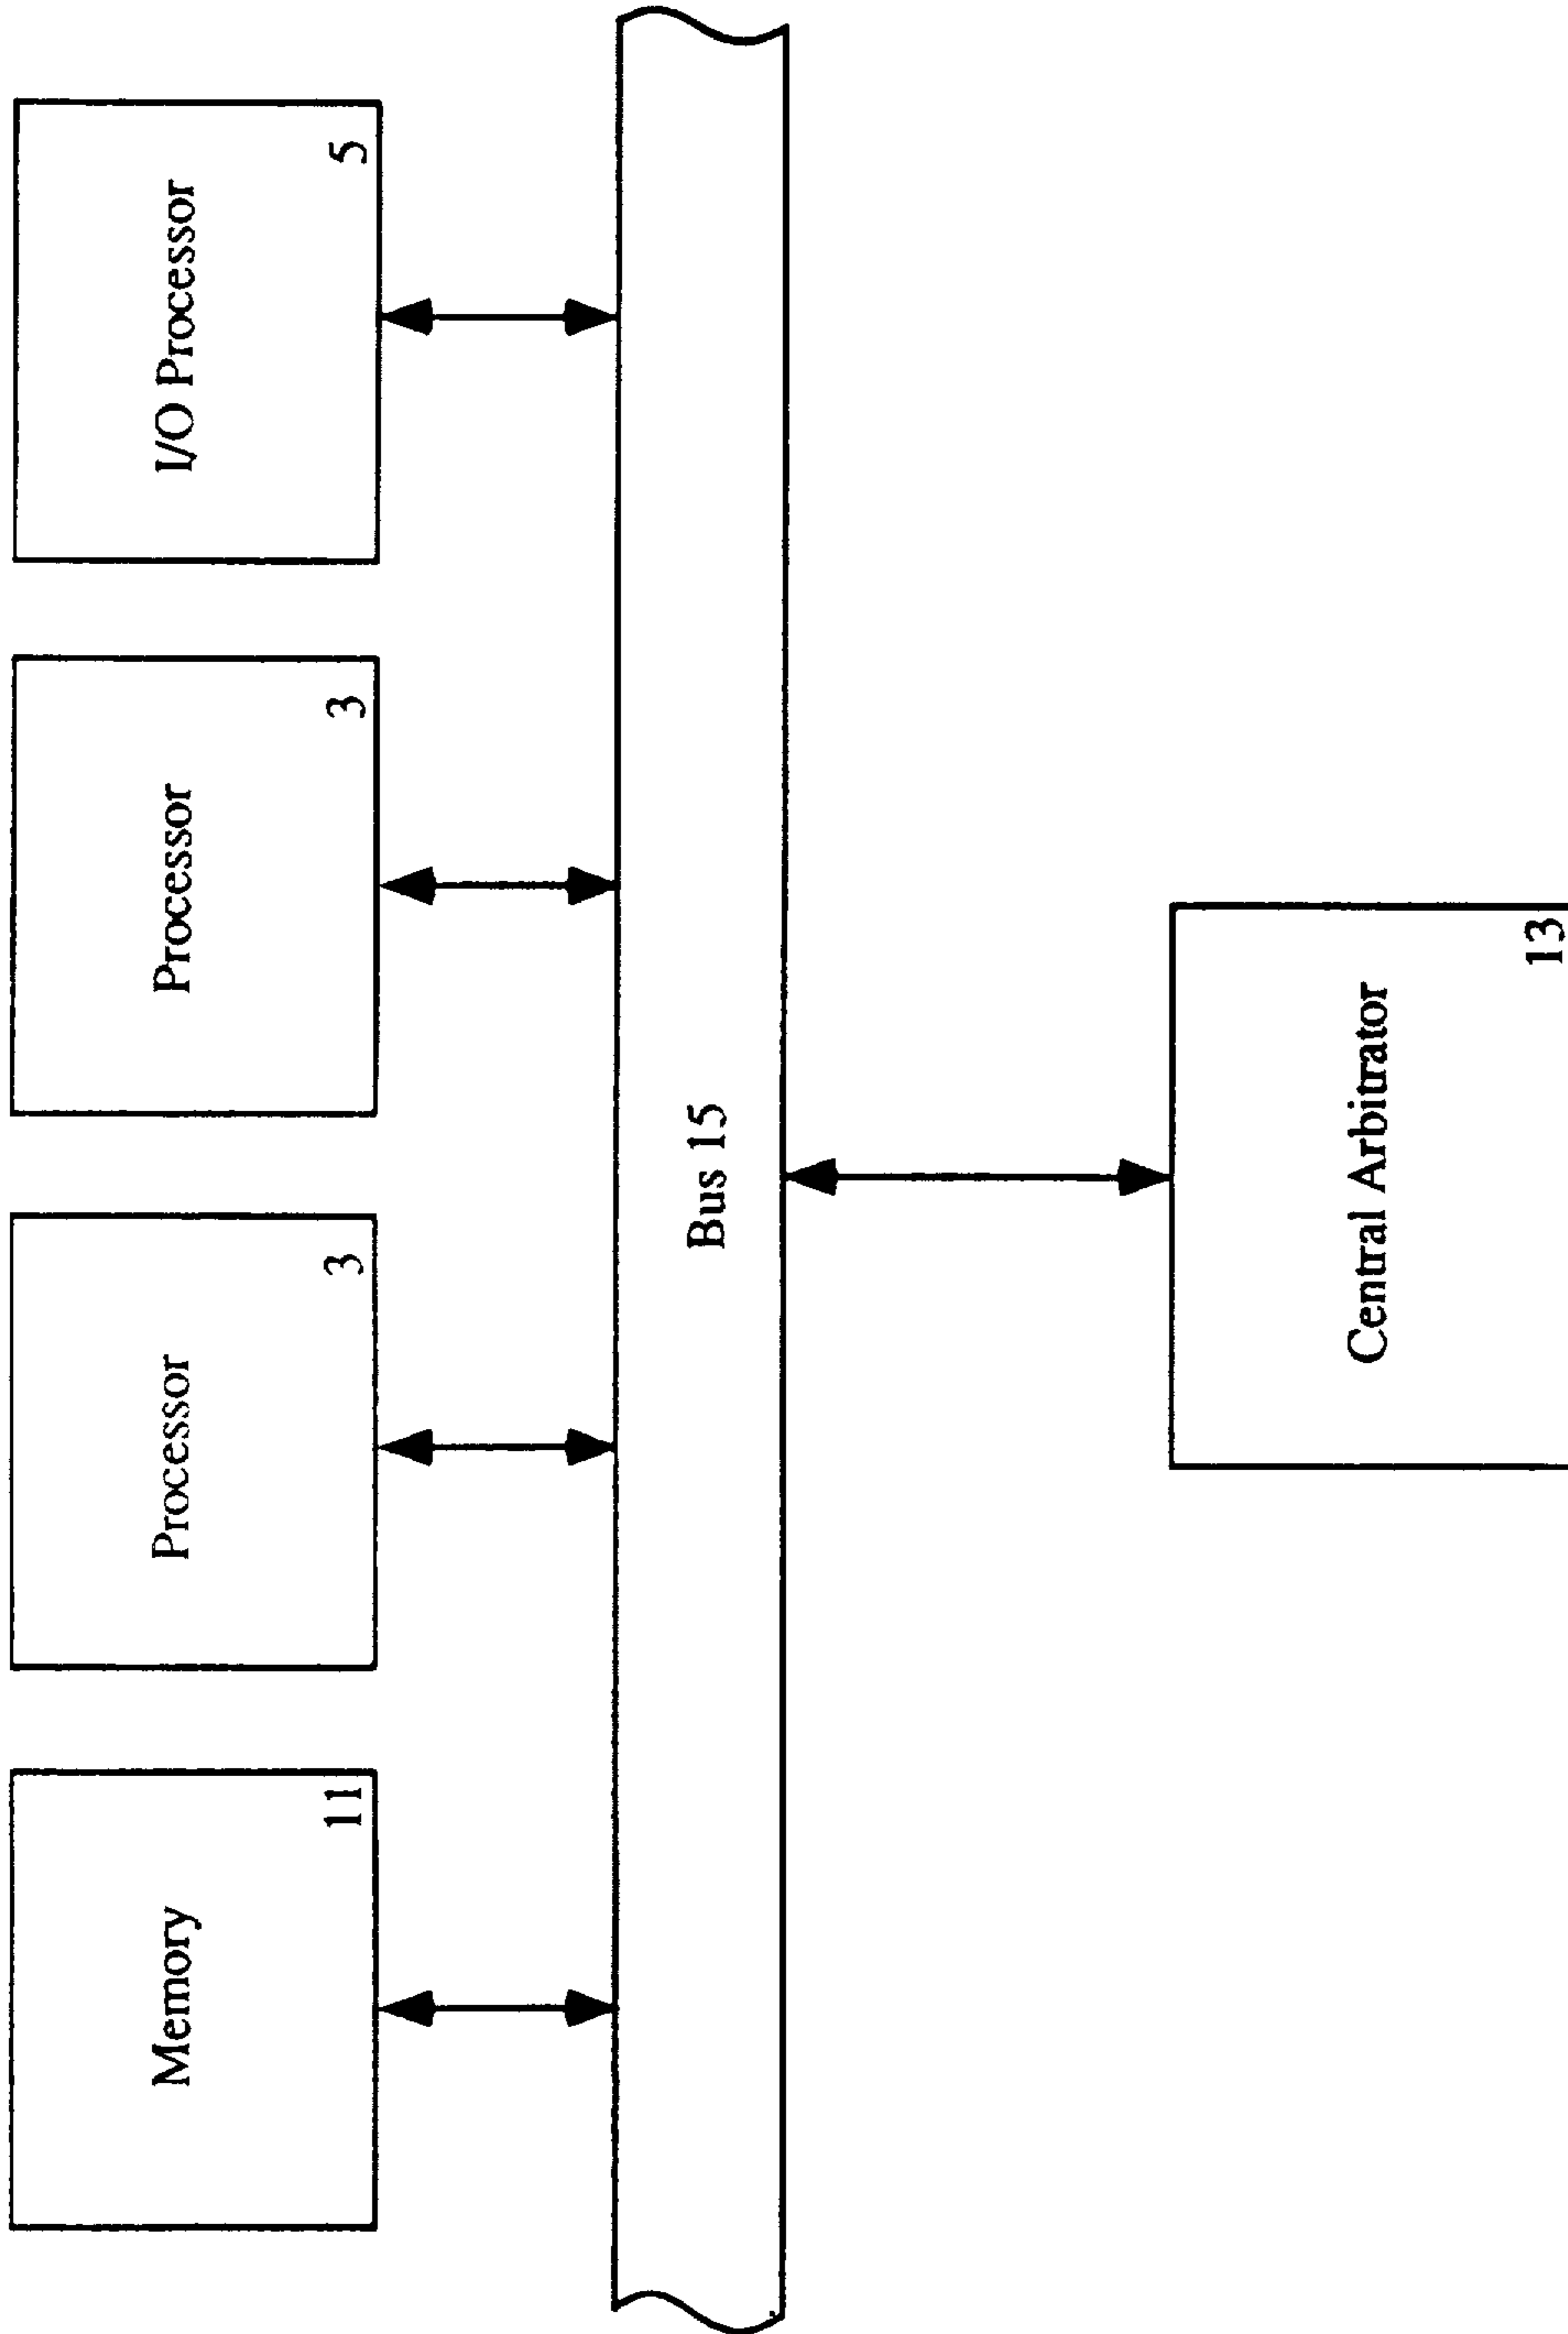 Memory
11
Processor
3
Processor
3
I/O Processor
5
Bus 15
Central Arbitrator
13